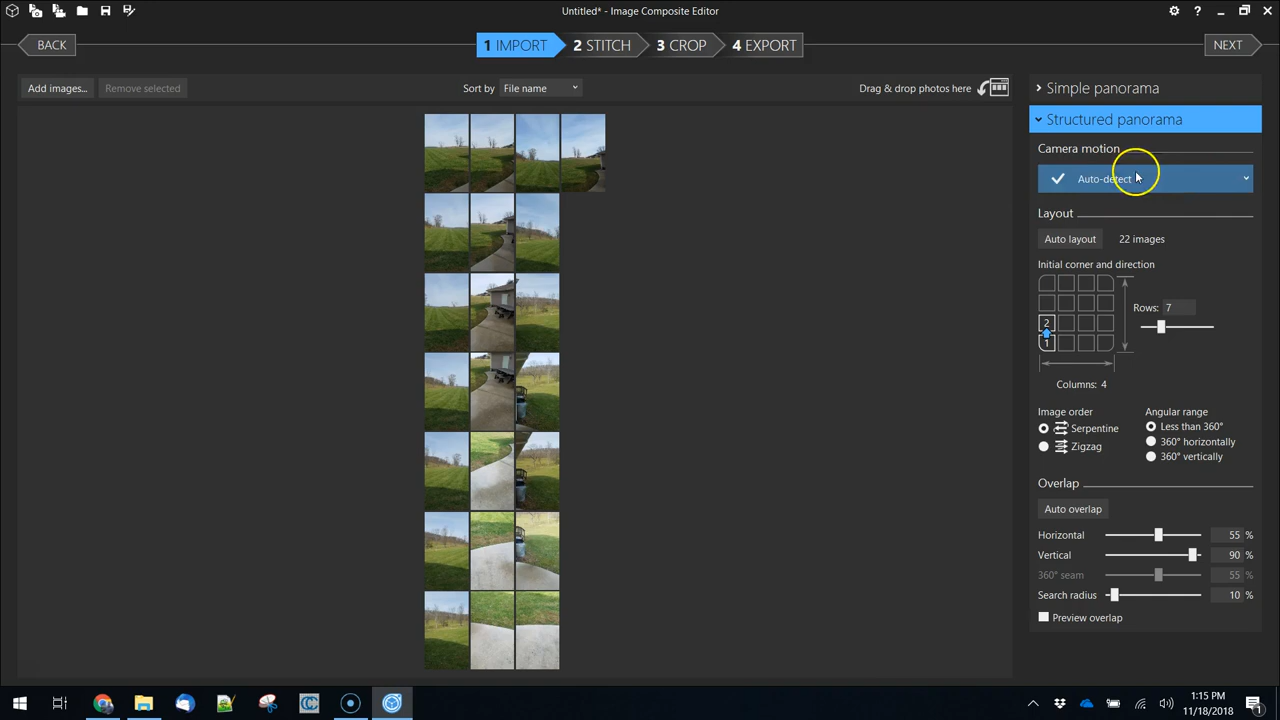 Untitled* - Image Composite Editor
BACK
1 IMPORT
2 STITCH
3 CROP
4 EXPORT
NEXT
Add images...
Remove selected
Sort by
File name
Drag & drop photos here
Simple panorama
Structured panorama
Camera motion
Auto-detect
Layout
Auto layout
22 images
Initial corner and direction
2
1
Rows: 7
Columns: 4
Image order
Serpentine
Zigzag
Angular range
Less than 360°
360° horizontally
360° vertically
Overlap
Auto overlap
Horizontal 55 %
Vertical 90 %
360° seam 55 %
Search radius 10 %
Preview overlap
1:15 PM
11/18/2018
1